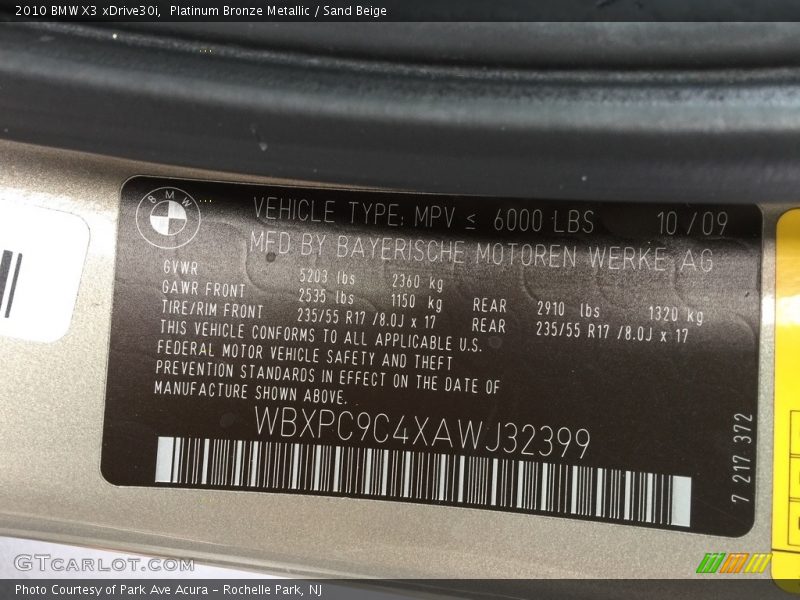 2010 BMW X3 xDrive30i, Platinum Bronze Metallic / Sand Beige
BMW
VEHICLE TYPE: MPV ≤ 6000 LBS 10/09
MFD BY BAYERISCHE MOTOREN WERKE AG
GVWR 5203 lbs 2360 kg
GAWR FRONT 2535 lbs 1150 kg REAR 2910 lbs 1320 kg
TIRE/RIM FRONT 235/55 R17 /8.0J x 17 REAR 235/55 R17 /8.0J x 17
THIS VEHICLE CONFORMS TO ALL APPLICABLE U.S.
FEDERAL MOTOR VEHICLE SAFETY AND THEFT
PREVENTION STANDARDS IN EFFECT ON THE DATE OF
MANUFACTURE SHOWN ABOVE.
WBXPC9C4XAWJ32399
7 217 372
GTCARLOT.COM
Photo Courtesy of Park Ave Acura - Rochelle Park, NJ